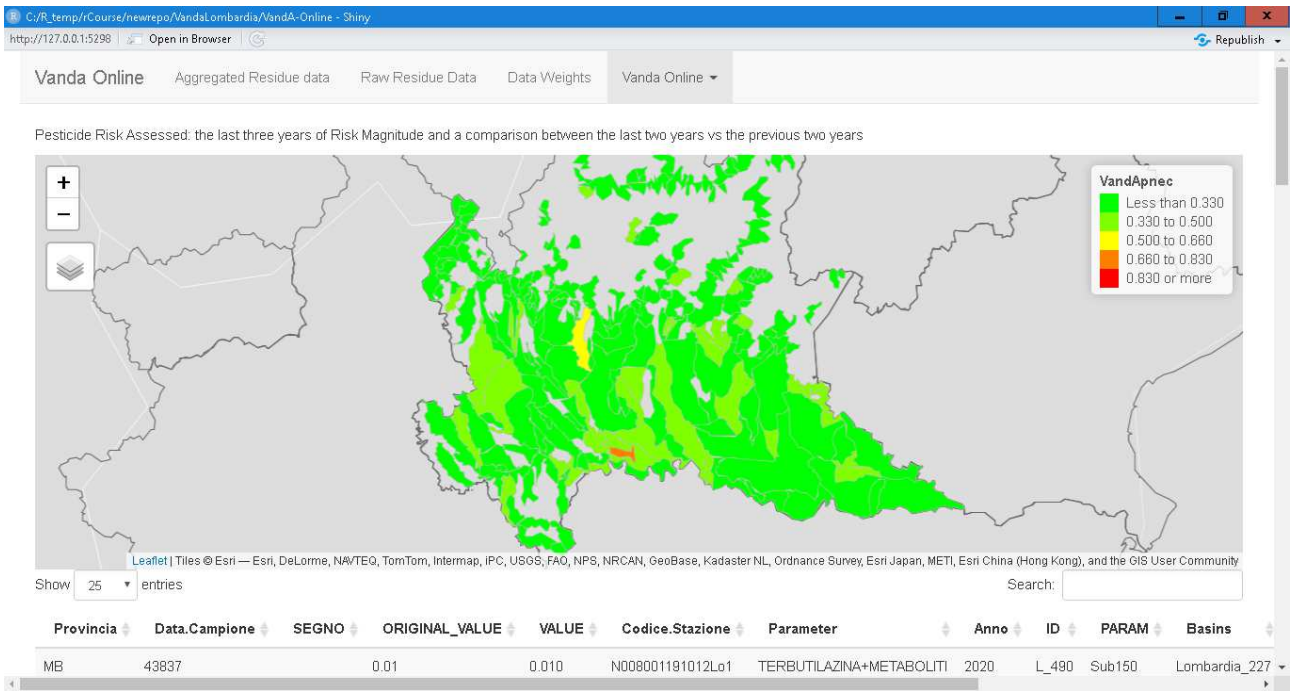 C:/R_temp/rCourse/newrepo/VandaLombardia/VandA-Online - Shiny
http://127.0.0.1:5298 Open in Browser Republish
Vanda Online Aggregated Residue data Raw Residue Data Data Weights Vanda Online
Pesticide Risk Assessed: the last three years of Risk Magnitude and a comparison between the last two years vs the previous two years
+
−
VandApnec
Less than 0.330
0.330 to 0.500
0.500 to 0.660
0.660 to 0.830
0.830 or more
Leaflet | Tiles © Esri — Esri, DeLorme, NAVTEQ, TomTom, Intermap, iPC, USGS, FAO, NPS, NRCAN, GeoBase, Kadaster NL, Ordnance Survey, Esri Japan, METI, Esri China (Hong Kong), and the GIS User Community
Show 25 entries Search:
Provincia Data.Campione SEGNO ORIGINAL_VALUE VALUE Codice.Stazione Parameter Anno ID PARAM Basins
MB 43837 0.01 0.010 N008001191012Lo1 TERBUTILAZINA+METABOLITI 2020 L_490 Sub150 Lombardia_227